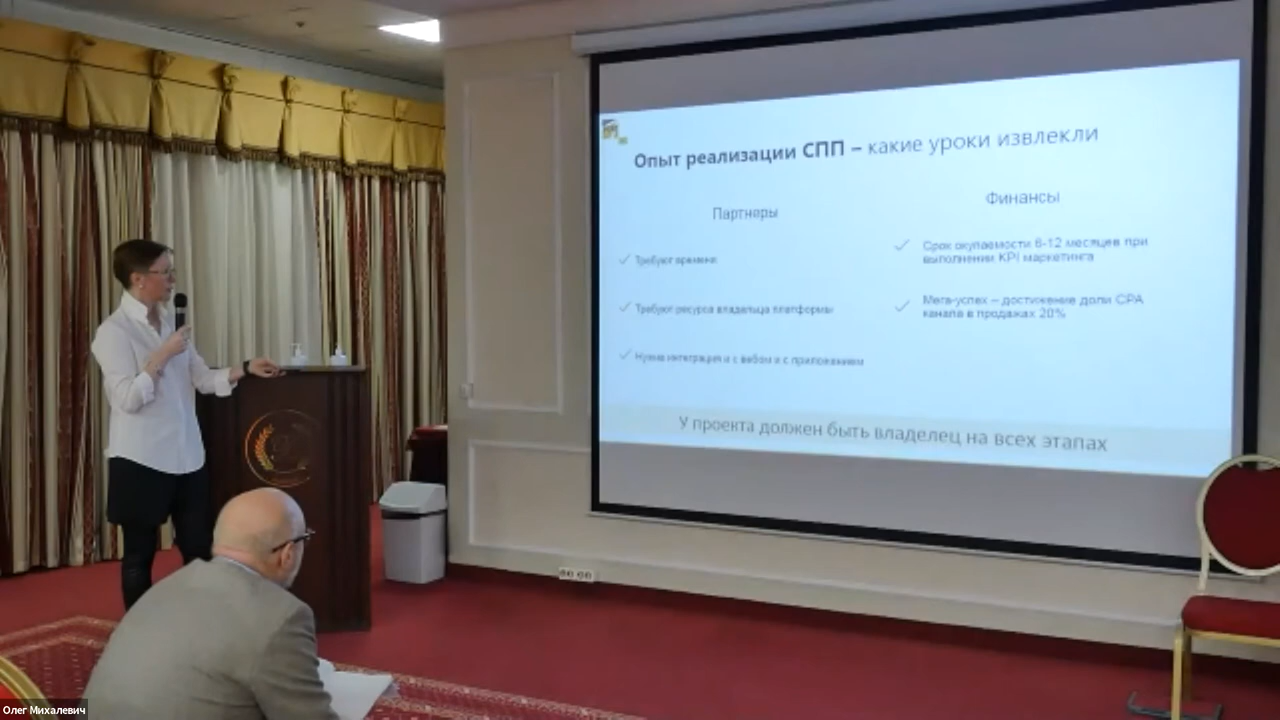 Опыт реализации СПП – какие уроки извлекли
Партнеры
Требуют времени
Требуют ресурса владельца платформы
Нужна интеграция и с вебом и с приложением
Финансы
Срок окупаемости 6-12 месяцев при
выполнении KPI маркетинга
Мега-успех – достижение доли CPA
канала в продажах 20%
У проекта должен быть владелец на всех этапах
Олег Михалевич